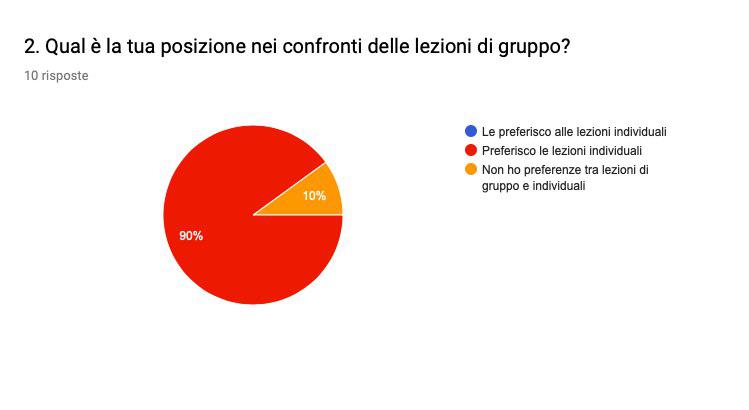 2. Qual è la tua posizione nei confronti delle lezioni di gruppo?
10 risposte
Le preferisco alle lezioni individuali
Preferisco le lezioni individuali
Non ho preferenze tra lezioni di
gruppo e individuali
10%
90%